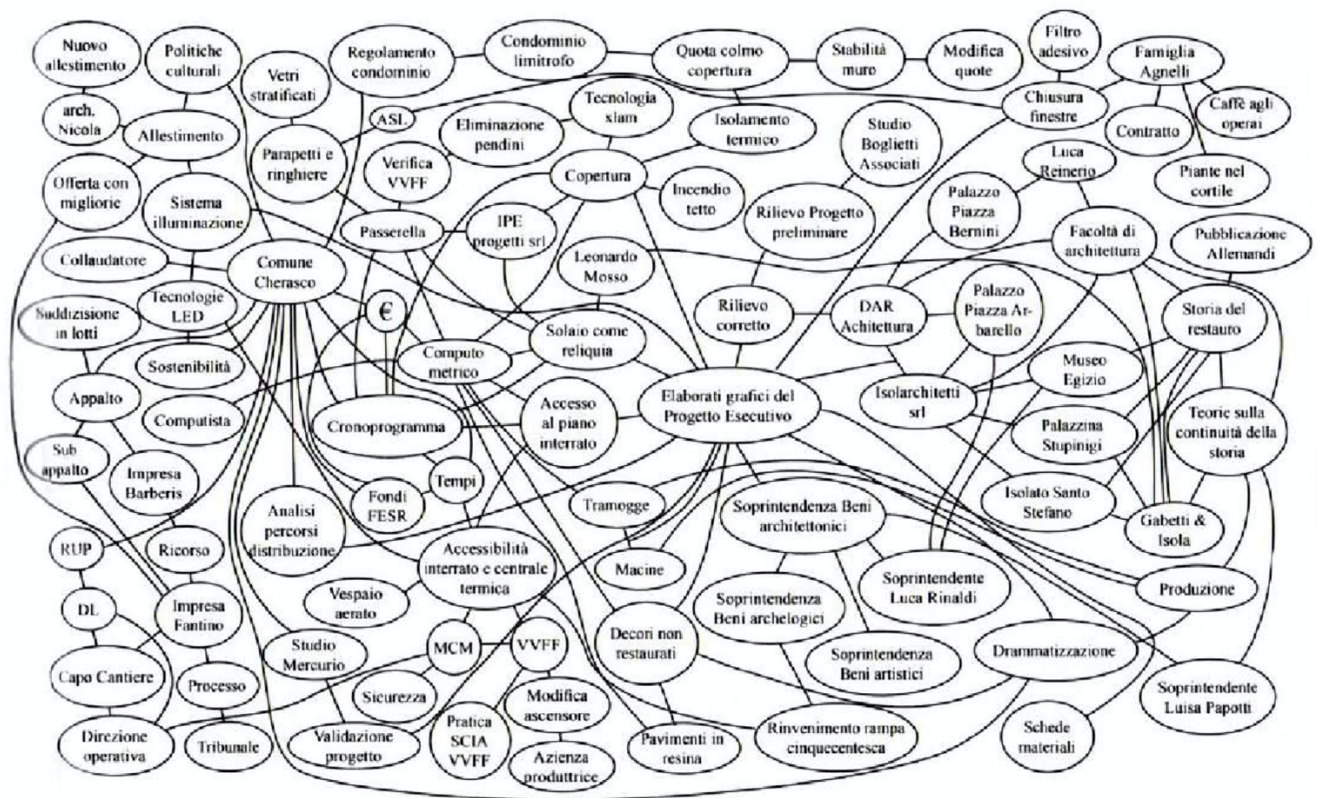 Nuovo
allestimento
Politiche
culturali
Vetri
stratificati
Regolamento
condominio
Condominio
limitrofo
Quota colmo
copertura
Stabilità
muro
Modifica
quote
Filtro
adesivo
Famiglia
Agnelli
arch.
Nicola
Allestimento
ASL
Eliminazione
pendini
Tecnologia
xlam
Isolamento
termico
Studio
Boglietti
Associati
Chiusura
finestre
Contratto
Caffè agli
operai
Offerta con
migliorie
Sistema
illuminazione
Parapetti e
ringhiere
Verifica
VVFF
Copertura
Incendio
tetto
Luca
Reinerio
Piante nel
cortile
Passerella
IPE
progetti srl
Rilievo Progetto
preliminare
Palazzo
Piazza
Bernini
Facoltà di
architettura
Pubblicazione
Allemandi
Collaudatore
Comune
Cherasco
Leonardo
Mosso
Suddizisione
in lotti
Tecnologie
LED
€
Solaio come
reliquia
Rilievo
corretto
DAR
Achitettura
Palazzo
Piazza Ar-
barello
Storia del
restauro
Sostenibilità
Computo
metrico
Museo
Egizio
Appalto
Computista
Cronoprogramma
Accesso
al piano
interrato
Elaborati grafici del
Progetto Esecutivo
Isolarchitetti
srl
Palazzina
Stupinigi
Teorie sulla
continuità della
storia
Sub
appalto
Impresa
Barberis
Analisi
percorsi
distribuzione
Fondi
FESR
Tempi
Tramogge
Soprintendenza Beni
architettonici
Isolato Santo
Stefano
Gabetti &
Isola
RUP
Ricorso
Accessibilità
interrato e centrale
termica
Macine
Soprintendente
Luca Rinaldi
Produzione
DL
Impresa
Fantino
Vespaio
aerato
Soprintendenza
Beni archelogici
Studio
Mercurio
MCM
VVFF
Decori non
restaurati
Soprintendenza
Beni artistici
Drammatizzazione
Capo Cantiere
Processo
Sicurezza
Modifica
ascensore
Soprintendente
Luisa Papotti
Direzione
operativa
Tribunale
Validazione
progetto
Pratica
SCIA
VVFF
Azienza
produttrice
Pavimenti in
resina
Rinvenimento rampa
cinquecentesca
Schede
materiali